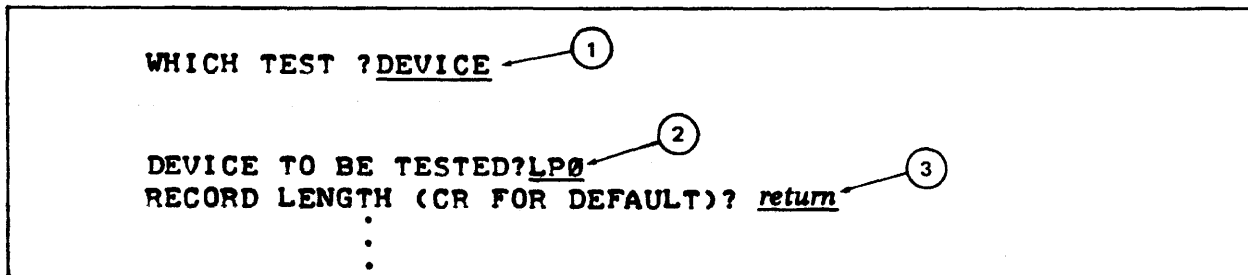 WHICH TEST ?DEVICE
1
2
DEVICE TO BE TESTED?LPØ
3
RECORD LENGTH (CR FOR DEFAULT)? return
.
.
.